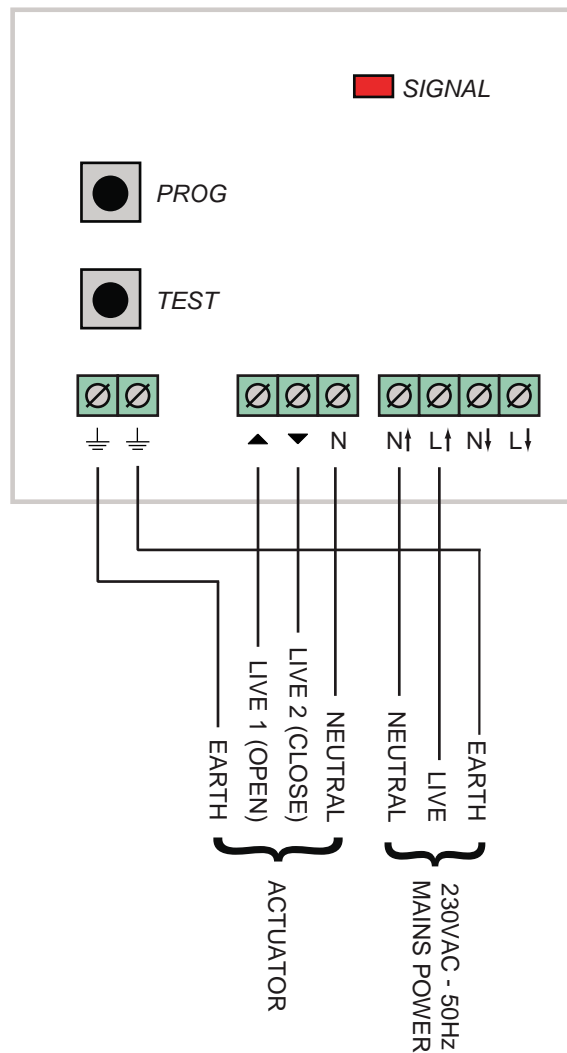 SIGNAL
PROG
TEST
N
N
L
N
L
EARTH
LIVE 1 (OPEN)
LIVE 2 (CLOSE)
NEUTRAL
NEUTRAL
LIVE
EARTH
ACTUATOR
230VAC - 50Hz
MAINS POWER